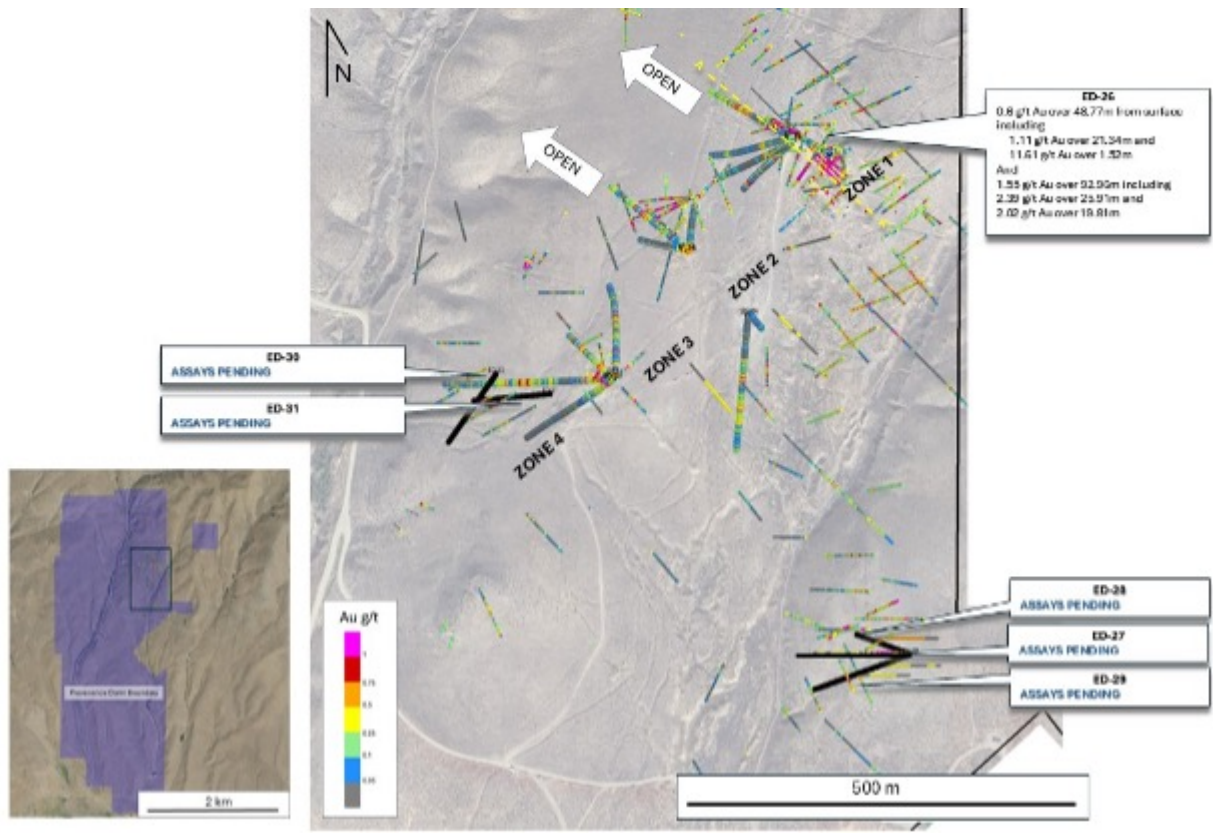 N
OPEN
OPEN
ED-26
0.6 g/t Au over 48.77m from surface
including
1.11 g/t Au over 21.34m and
11.61 g/t Au over 1.52m
And
1.55 g/t Au over 92.96m including
2.39 g/t Au over 25.91m and
2.02 g/t Au over 19.81m
ZONE 1
ZONE 2
ZONE 3
ZONE 4
ED-30
ASSAYS PENDING
ED-31
ASSAYS PENDING
ED-28
ASSAYS PENDING
ED-27
ASSAYS PENDING
ED-29
ASSAYS PENDING
Claim Boundary
2 km
Au g/t
1
0.75
0.5
0.25
0.1
0.05
500 m